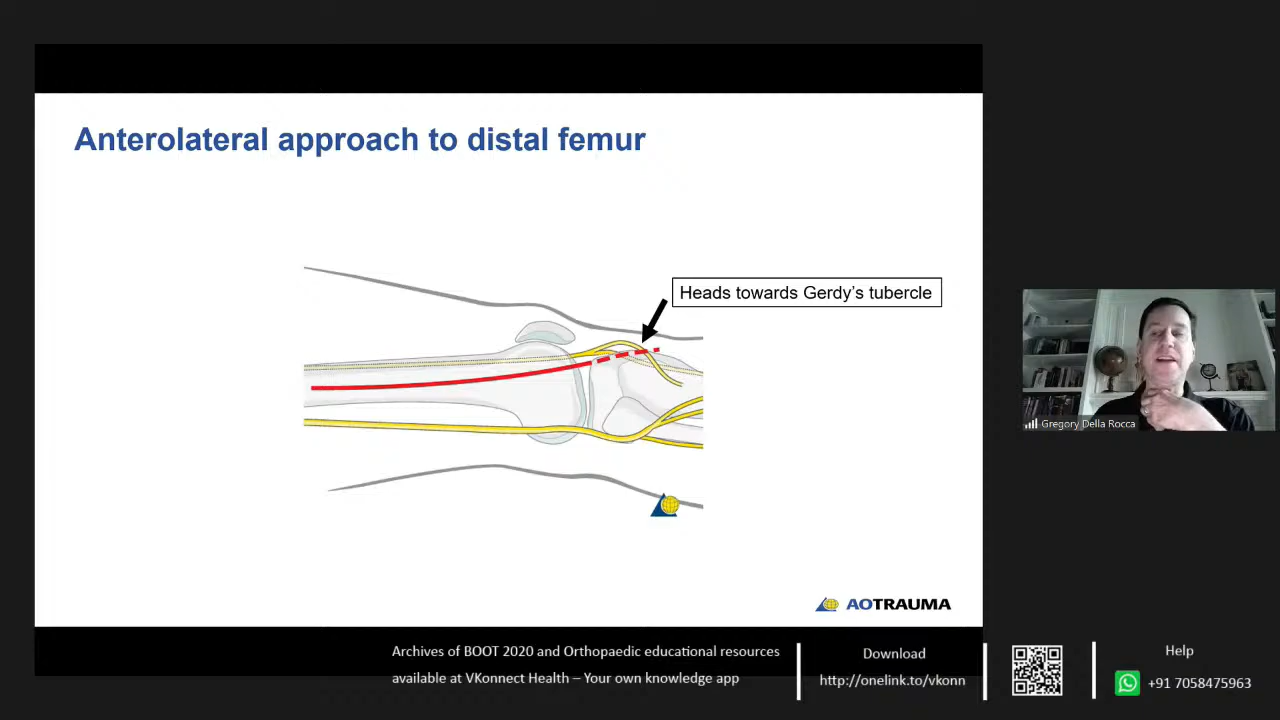 Anterolateral approach to distal femur
Heads towards Gerdy's tubercle
Gregory Della Rocca
AOTRAUMA
Archives of BOOT 2020 and Orthopaedic educational resources
available at VKonnect Health – Your own knowledge app
Download
http://onelink.to/vkonn
Help
+91 7058475963